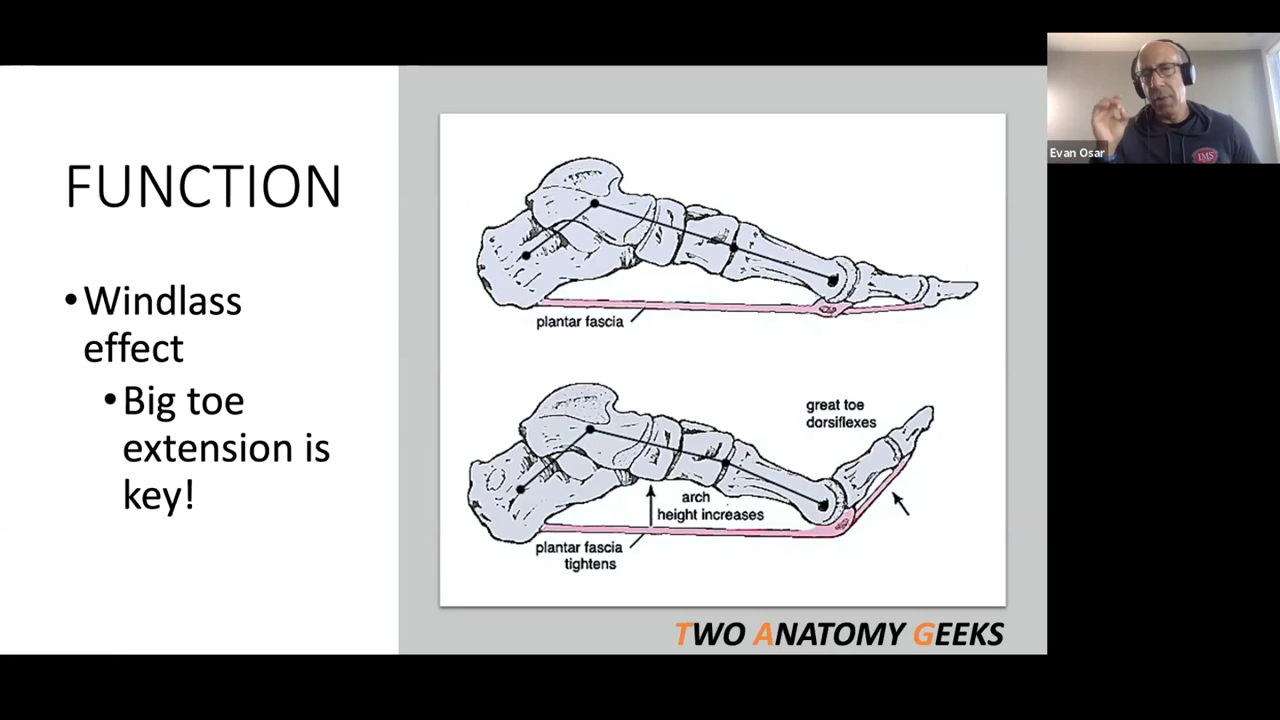 FUNCTION
•Windlass
effect
•Big toe
extension is
key!
plantar fascia
great toe
dorsiflexes
arch
height increases
plantar fascia
tightens
TWO ANATOMY GEEKS
Evan Osar
IMS